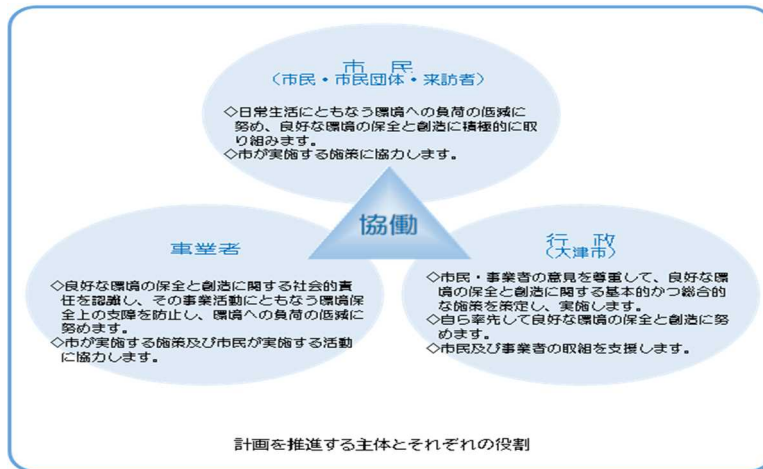 市　民
（市民・市民団体・来訪者）
◇日常生活にともなう環境への負荷の低減に
努め、良好な環境の保全と創造に積極的に取
り組みます。
◇市が実施する施策に協力します。
協働
事業者
◇良好な環境の保全と創造に関する社会的責
任を認識し、その事業活動にともなう環境保
全上の支障を防止し、環境への負荷の低減に
努めます。
◇市が実施する施策及び市民が実施する活動
に協力します。
行　政
（大津市）
◇市民・事業者の意見を尊重して、良好な環
境の保全と創造に関する基本的かつ総合的
な施策を策定し、実施します。
◇自ら率先して良好な環境の保全と創造に努
めます。
◇市民及び事業者の取組を支援します。
計画を推進する主体とそれぞれの役割